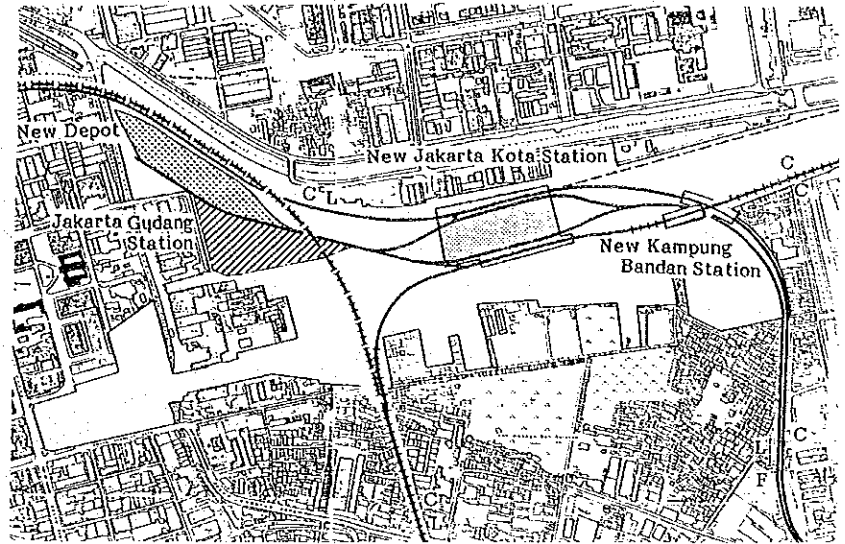 New Depot
New Jakarta Kota Station
C
C
C
L
Jakarta Gudang
Station
New Kampung
Bandan Station
L
C
F
C
L